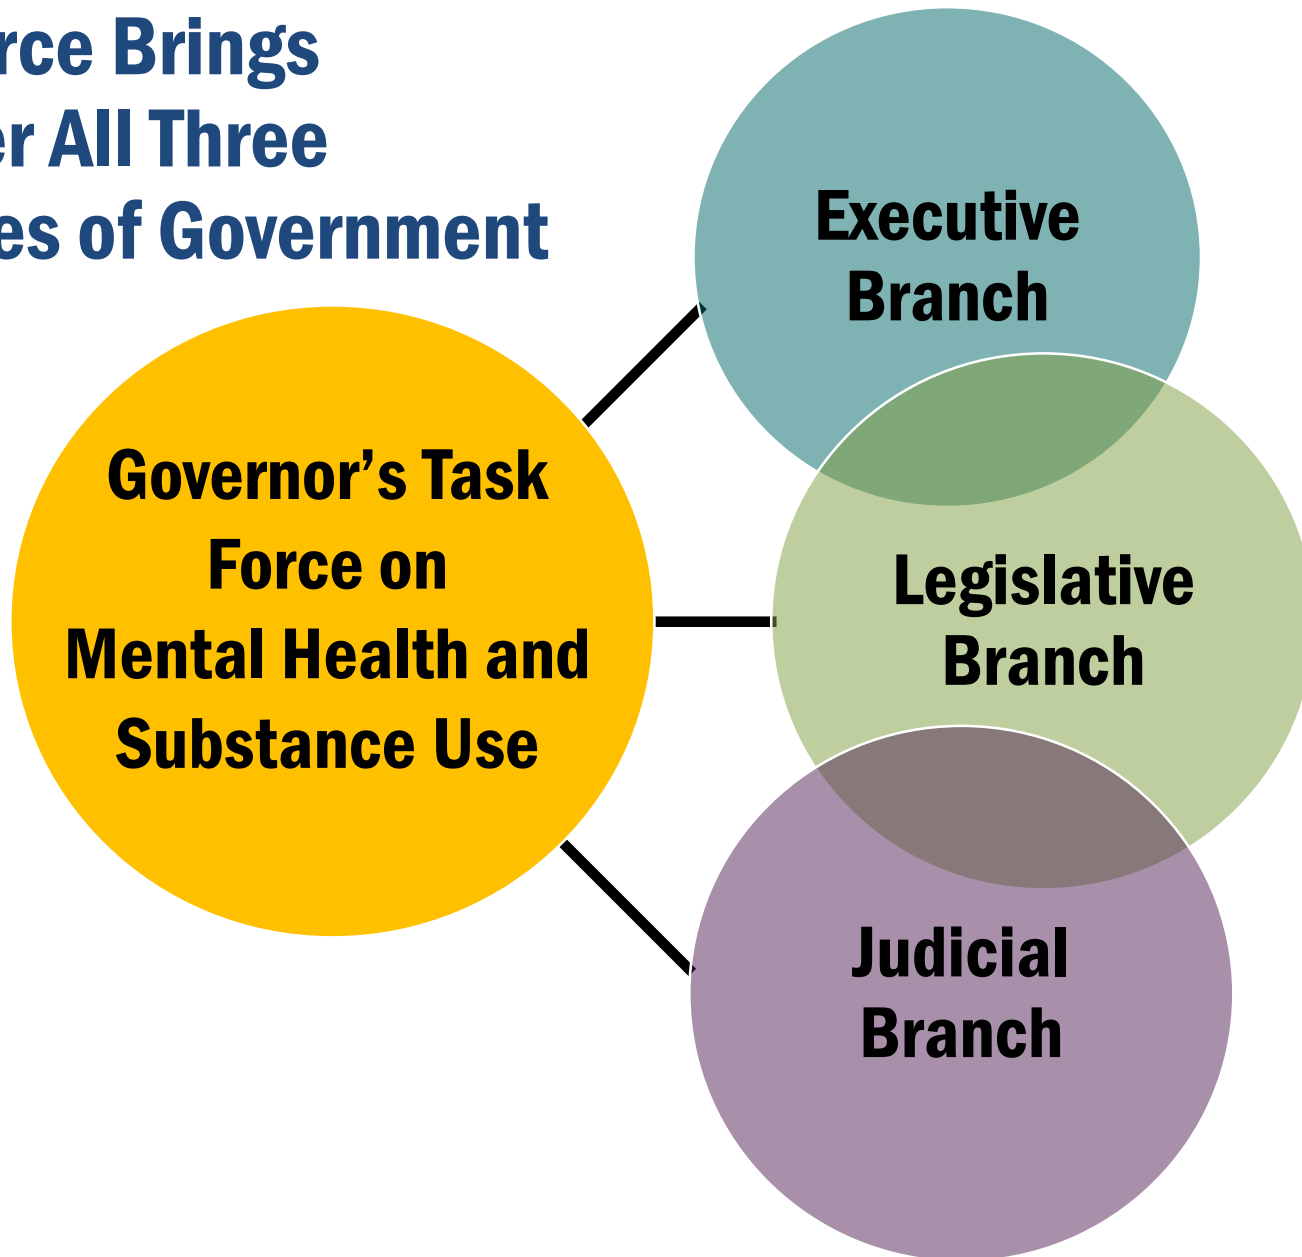 rce Brings
er All Three
es of Government
Executive
Branch
Governor's Task
Force on
Mental Health and
Substance Use
Legislative
Branch
Judicial
Branch